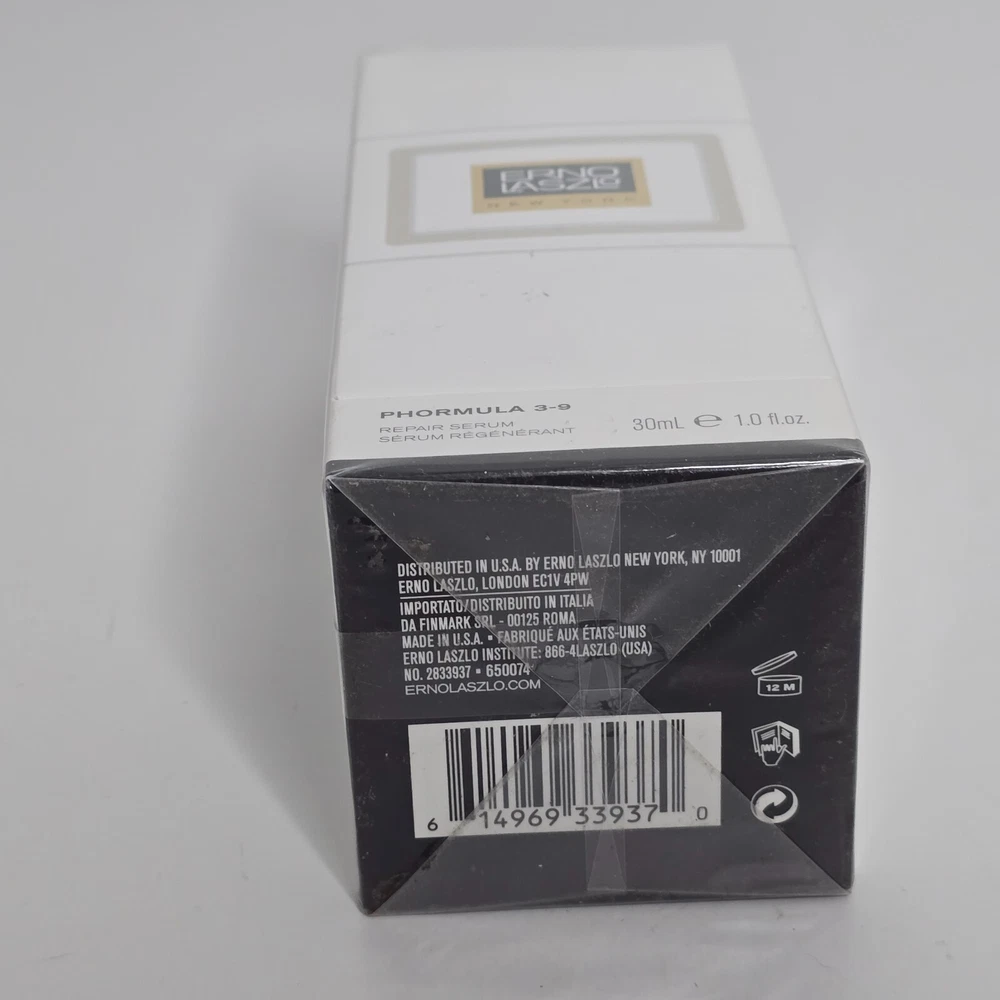 ERNO
LASZLO
NEW YORK
PHORMULA 3-9
REPAIR SERUM
SÉRUM RÉGÉNÉRANT
30mL ℮ 1.0 fl.oz.
DISTRIBUTED IN U.S.A. BY ERNO LASZLO NEW YORK, NY 10001
ERNO LASZLO, LONDON EC1V 4PW
IMPORTATO/DISTRIBUITO IN ITALIA
DA FINMARK SRL - 00125 ROMA
MADE IN U.S.A. ▪ FABRIQUÉ AUX ÉTATS-UNIS
ERNO LASZLO INSTITUTE: 866-4LASZLO (USA)
NO. 2833937 ▪ 650074
ERNOLASZLO.COM
12 M
6 14969 33937 0